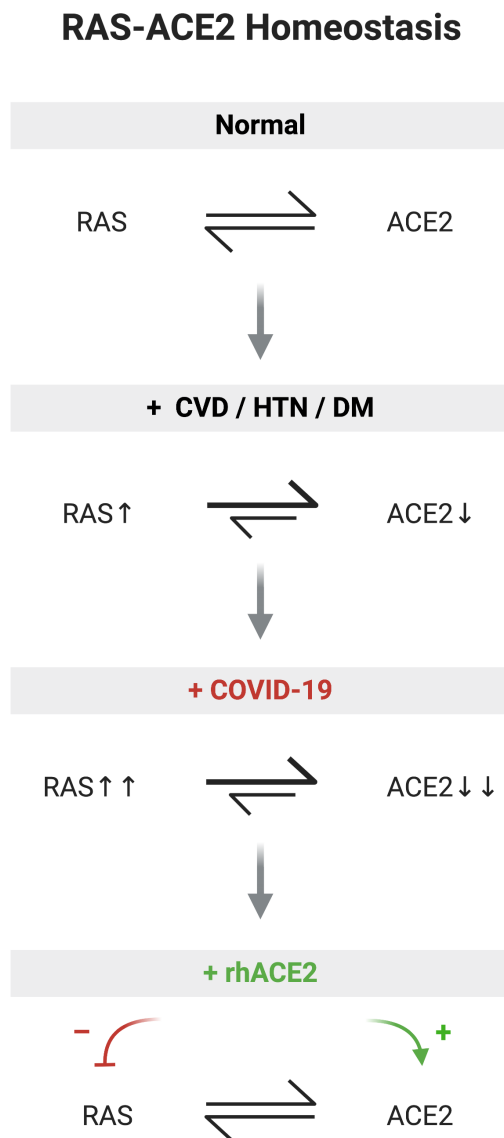 RAS-ACE2 Homeostasis
Normal
RAS ACE2
+ CVD / HTN / DM
RAS↑ ACE2↓
+ COVID-19
RAS↑↑ ACE2↓↓
+ rhACE2
− +
RAS ACE2